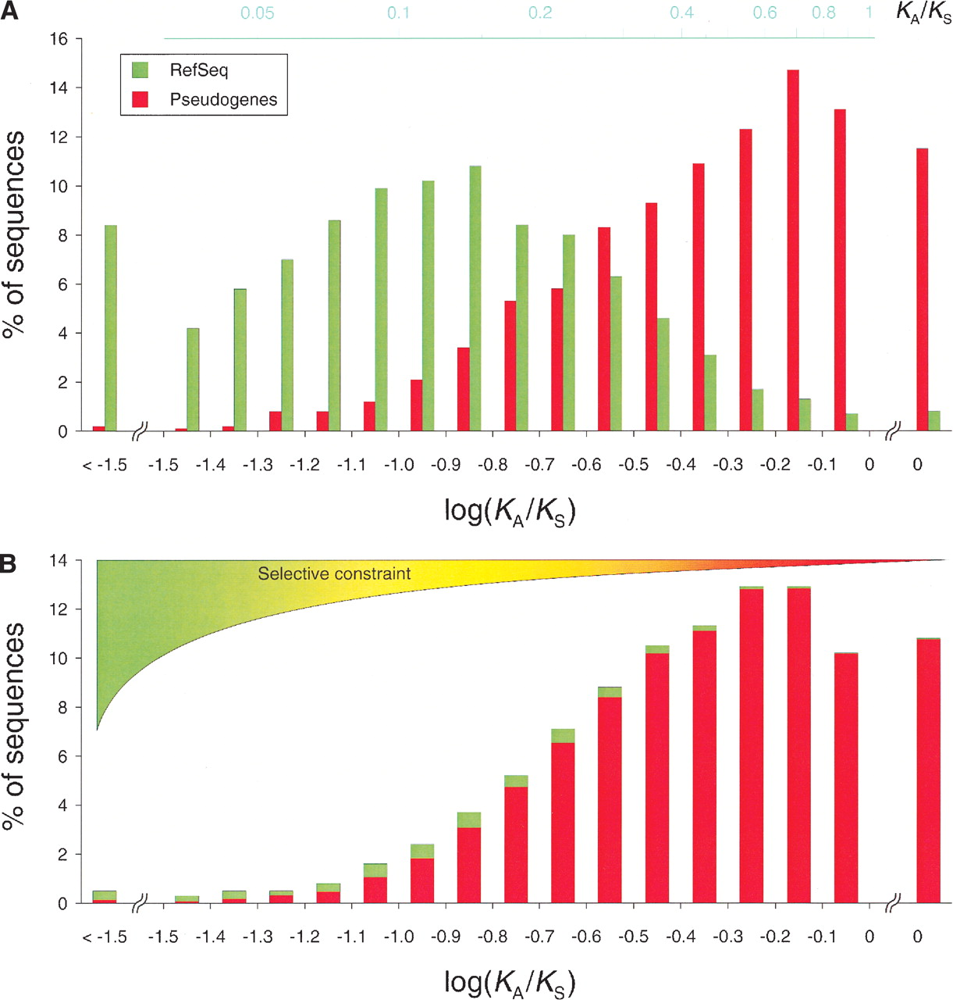 A
0.05 0.1 0.2 0.4 0.6 0.8 1 KA/KS
16
14
12
10
8
6
4
2
0
% of sequences
RefSeq
Pseudogenes
< -1.5 -1.5 -1.4 -1.3 -1.2 -1.1 -1.0 -0.9 -0.8 -0.7 -0.6 -0.5 -0.4 -0.3 -0.2 -0.1 0 0
log(KA/KS)
B
14
12
10
8
6
4
2
0
% of sequences
Selective constraint
< -1.5 -1.5 -1.4 -1.3 -1.2 -1.1 -1.0 -0.9 -0.8 -0.7 -0.6 -0.5 -0.4 -0.3 -0.2 -0.1 0 0
log(KA/KS)